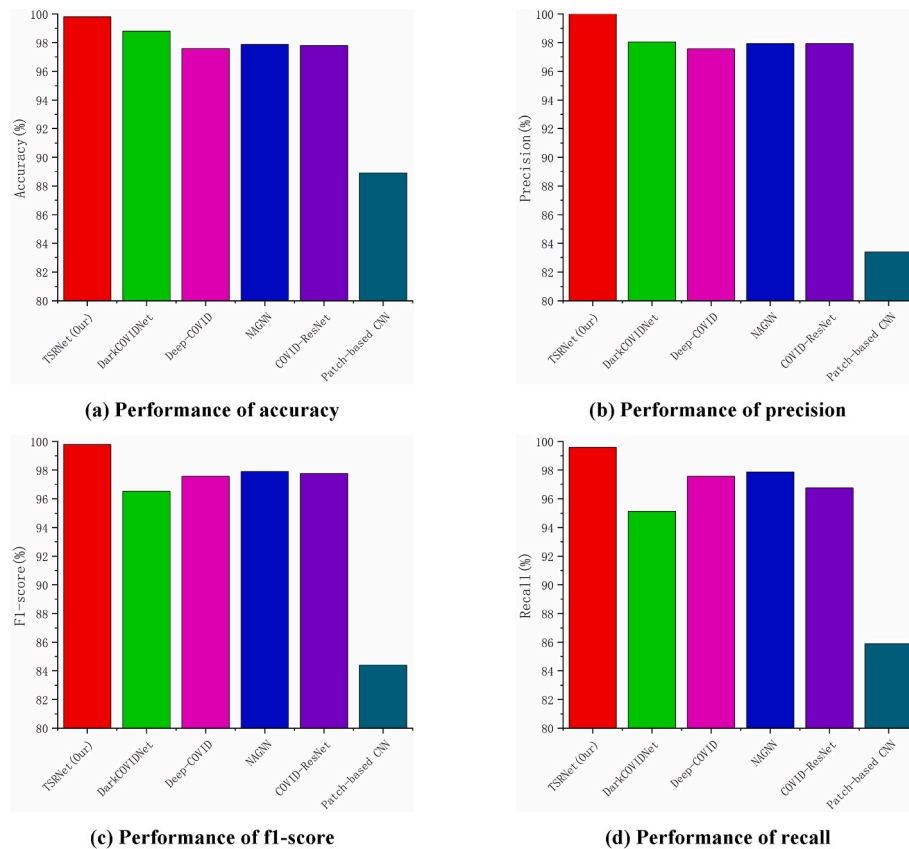 100
98
96
94
92
90
88
86
84
82
80
Accuracy(%)
TSRNet(Our)
DarkCOVIDNet
Deep-COVID
NAGNN
COVID-ResNet
Patch-based CNN
(a) Performance of accuracy
100
98
96
94
92
90
88
86
84
82
80
Precision(%)
TSRNet(Our)
DarkCOVIDNet
Deep-COVID
NAGNN
COVID-ResNet
Patch-based CNN
(b) Performance of precision
100
98
96
94
92
90
88
86
84
82
80
F1-score(%)
TSRNet(Our)
DarkCOVIDNet
Deep-COVID
NAGNN
COVID-ResNet
Patch-based CNN
(c) Performance of f1-score
100
98
96
94
92
90
88
86
84
82
80
Recall(%)
TSRNet(Our)
DarkCOVIDNet
Deep-COVID
NAGNN
COVID-ResNet
Patch-based CNN
(d) Performance of recall